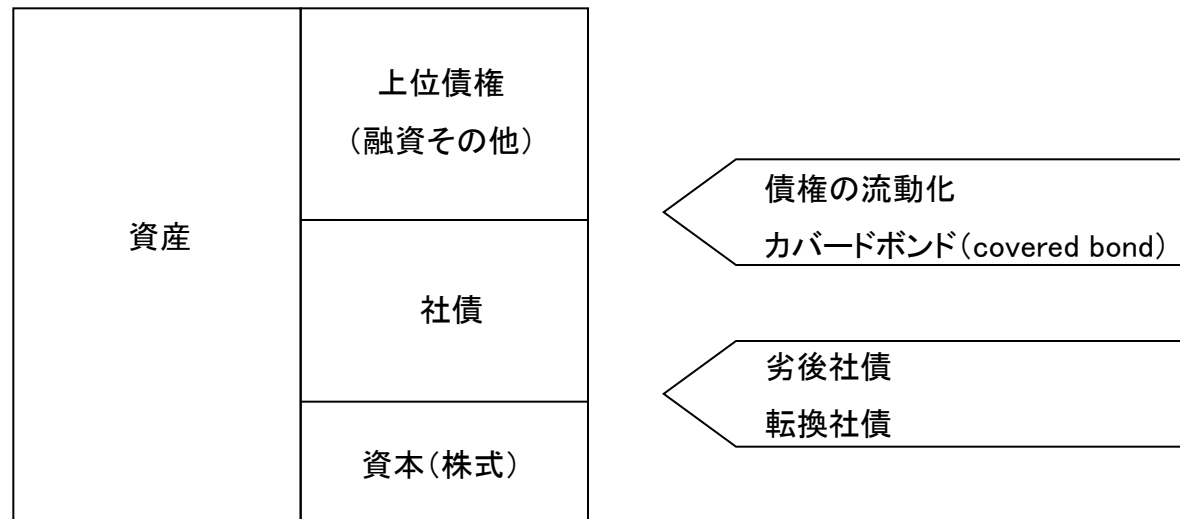 資産
上位債権
（融資その他）
社債
資本（株式）
債権の流動化
カバードボンド（covered bond）
劣後社債
転換社債